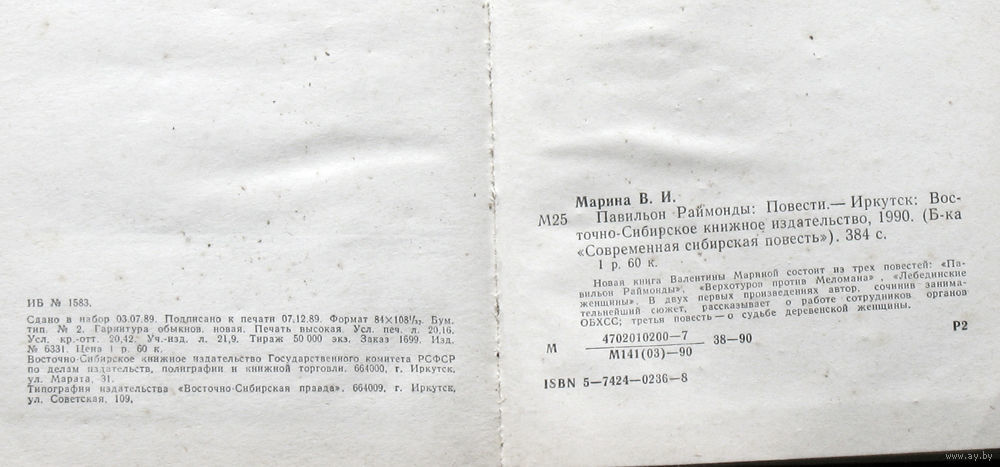 ИБ № 1583.
Сдано в набор 03.07.89. Подписано к печати 07.12.89. Формат 84×108¹/₃₂. Бум.
тип. № 2. Гарнитура обыкнов. новая. Печать высокая. Усл. печ. л. 20,16.
Усл. кр.-отт. 20,42. Уч.-изд. л. 21,9. Тираж 50 000 экз. Заказ 1699. Изд.
№ 6331. Цена 1 р. 60 к.
Восточно-Сибирское книжное издательство Государственного комитета РСФСР
по делам издательств, полиграфии и книжной торговли. 664000, г. Иркутск,
ул. Марата, 31.
Типография издательства «Восточно-Сибирская правда». 664009, г. Иркутск,
ул. Советская, 109,
Марина В. И.
М25 Павильон Раймонды: Повести.— Иркутск: Вос-
точно-Сибирское книжное издательство, 1990. (Б-ка
«Современная сибирская повесть»). 384 с.
1 р. 60 к.
Новая книга Валентины Мариной состоит из трех повестей: «Па-
вильон Раймонды», «Верхотуров против Меломана», «Лебединские
женщины». В двух первых произведениях автор, сочинив занима-
тельнейший сюжет, рассказывает о работе сотрудников органов
ОБХСС; третья повесть — о судьбе деревенской женщины.
М 4702010200—7 38—90 Р2
М141(03)—90
ISBN 5—7424—0236—8
www.ay.by